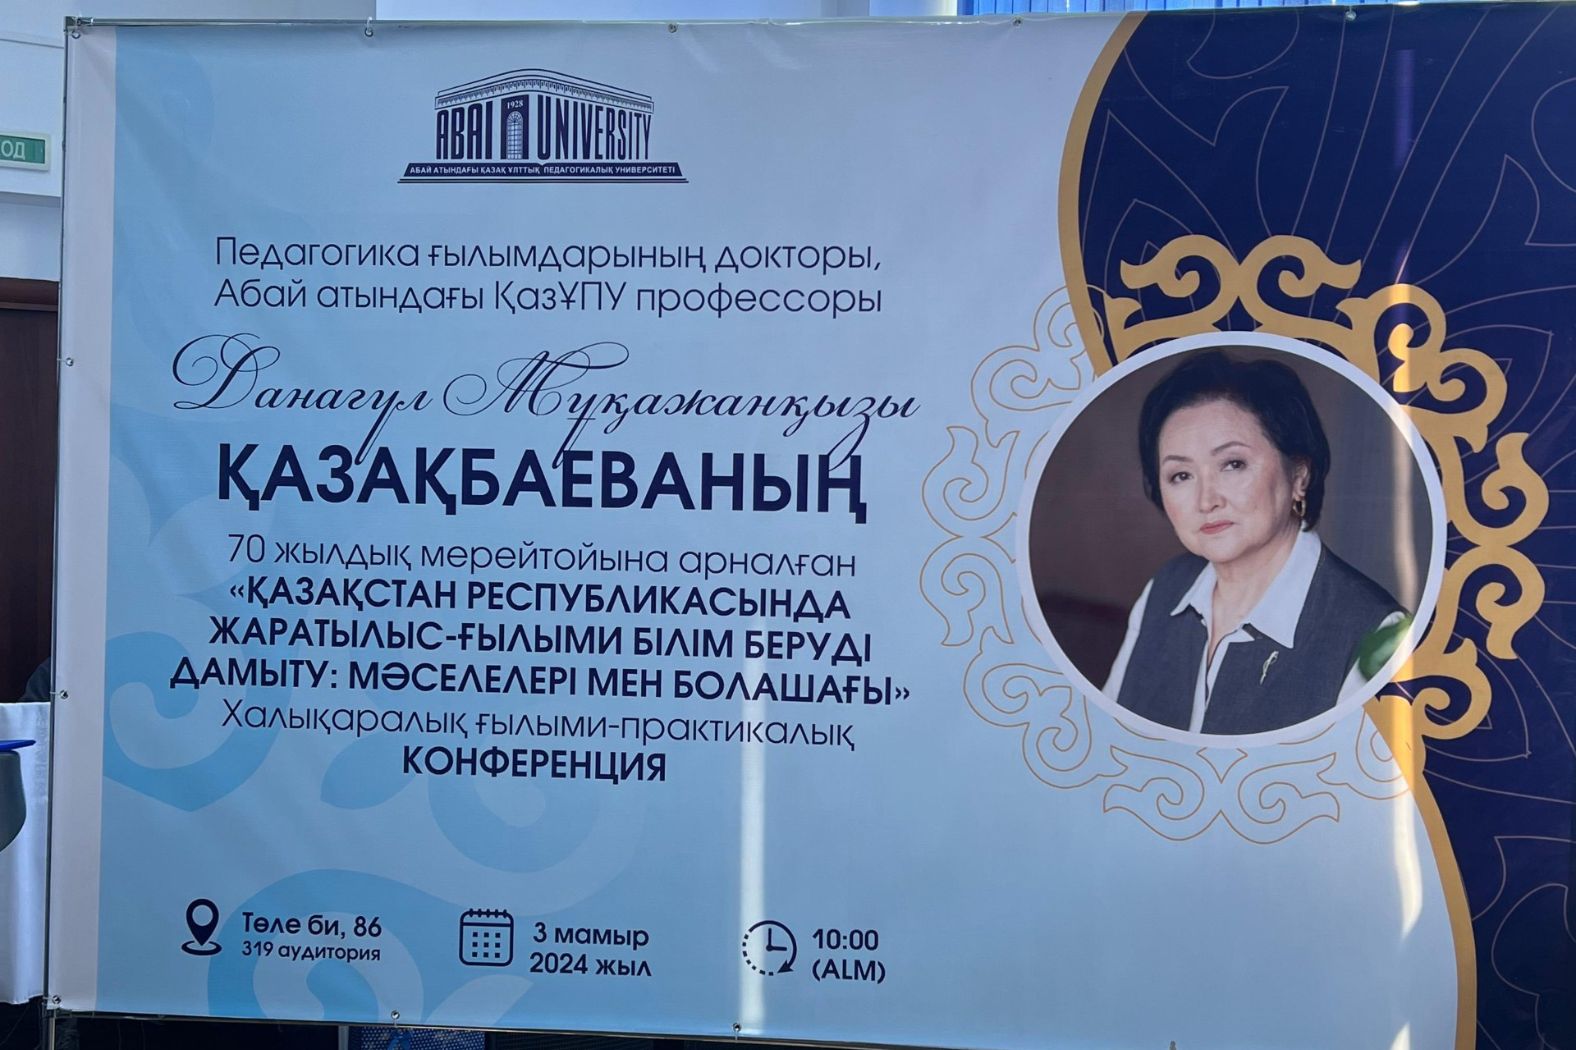 ОД
ABAI 1928 UNIVERSITY
АБАЙ АТЫНДАҒЫ ҚАЗАҚ ҰЛТТЫҚ ПЕДАГОГИКАЛЫҚ УНИВЕРСИТЕТІ
Педагогика ғылымдарының докторы,
Абай атындағы ҚазҰПУ профессоры
Данагүл Мұқажанқызы
ҚАЗАҚБАЕВАНЫҢ
70 жылдық мерейтойына арналған
«ҚАЗАҚСТАН РЕСПУБЛИКАСЫНДА
ЖАРАТЫЛЫС-ҒЫЛЫМИ БІЛІМ БЕРУДІ
ДАМЫТУ: МӘСЕЛЕЛЕРІ МЕН БОЛАШАҒЫ»
Халықаралық ғылыми-практикалық
КОНФЕРЕНЦИЯ
Төле би, 86
319 аудитория
3 мамыр
2024 жыл
10:00
(ALM)